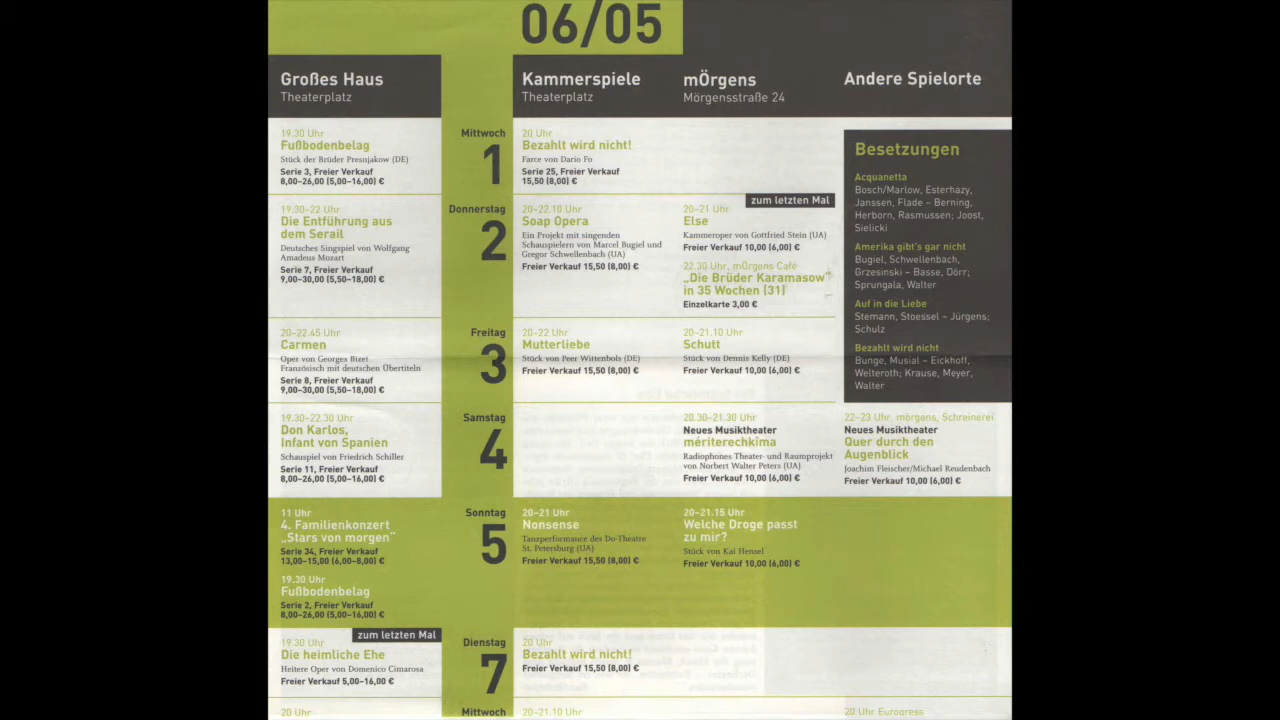 06/05
Großes Haus
Theaterplatz
Kammerspiele
Theaterplatz
mÖrgens
Mörgensstraße 24
Andere Spielorte
19.30 Uhr
Fußbodenbelag
Stück der Brüder Presnjakow (DE)
Serie 3, Freier Verkauf
8,00–26,00 (5,00–16,00) €
Mittwoch
1
20 Uhr
Bezahlt wird nicht!
Farce von Dario Fo
Serie 25, Freier Verkauf
15,50 (8,00) €
Besetzungen
Acquanetta
Bosch/Marlow, Esterhazy,
Janssen, Flade – Berning,
Herborn, Rasmussen; Joost,
Sielicki
Amerika gibt's gar nicht
Bugiel, Schwellenbach,
Grzesinski – Basse, Dörr;
Sprungala, Walter
Auf in die Liebe
Stemann, Stoessel – Jürgens;
Schulz
Bezahlt wird nicht
Bunge, Musial – Eickhoff,
Welteroth; Krause, Meyer,
Walter
19.30–22 Uhr
Die Entführung aus
dem Serail
Deutsches Singspiel von Wolfgang
Amadeus Mozart
Serie 7, Freier Verkauf
9,00–30,00 (5,50–18,00) €
Donnerstag
2
20–22.10 Uhr
Soap Opera
Ein Projekt mit singenden
Schauspielern von Marcel Bugiel und
Gregor Schwellenbach (UA)
Freier Verkauf 15,50 (8,00) €
zum letzten Mal
20–21 Uhr
Else
Kammeroper von Gottfried Stein (UA)
Freier Verkauf 10,00 (6,00) €
22.30 Uhr, mÖrgens Café
„Die Brüder Karamasow"
in 35 Wochen (31)
Einzelkarte 3,00 €
20–22.45 Uhr
Carmen
Oper von Georges Bizet
Französisch mit deutschen Übertiteln
Serie 8, Freier Verkauf
9,00–30,00 (5,50–18,00) €
Freitag
3
20–22 Uhr
Mutterliebe
Stück von Peer Wittenbols (DE)
Freier Verkauf 15,50 (8,00) €
20–21.10 Uhr
Schutt
Stück von Dennis Kelly (DE)
Freier Verkauf 10,00 (6,00) €
19.30–22.30 Uhr
Don Karlos,
Infant von Spanien
Schauspiel von Friedrich Schiller
Serie 11, Freier Verkauf
8,00–26,00 (5,00–16,00) €
Samstag
4
20.30–21.30 Uhr
Neues Musiktheater
mériterechkîma
Radiophones Theater- und Raumprojekt
von Norbert Walter Peters (UA)
Freier Verkauf 10,00 (6,00) €
22–23 Uhr, mörgens, Schreinerei
Neues Musiktheater
Quer durch den
Augenblick
Joachim Fleischer/Michael Reudenbach
Freier Verkauf 10,00 (6,00) €
11 Uhr
4. Familienkonzert
„Stars von morgen"
Serie 34, Freier Verkauf
13,00–15,00 (6,00–8,00) €
19.30 Uhr
Fußbodenbelag
Serie 2, Freier Verkauf
8,00–26,00 (5,00–16,00) €
Sonntag
5
20–21 Uhr
Nonsense
Tanzperformance des Do-Theatre
St. Petersburg (UA)
Freier Verkauf 15,50 (8,00) €
20–21.15 Uhr
Welche Droge passt
zu mir?
Stück von Kai Hensel
Freier Verkauf 10,00 (6,00) €
zum letzten Mal
19.30 Uhr
Die heimliche Ehe
Heitere Oper von Domenico Cimarosa
Freier Verkauf 5,00–16,00 €
Dienstag
7
20 Uhr
Bezahlt wird nicht!
Freier Verkauf 15,50 (8,00) €
20 Uhr
Mittwoch
20–21.10 Uhr
20 Uhr Eurogress